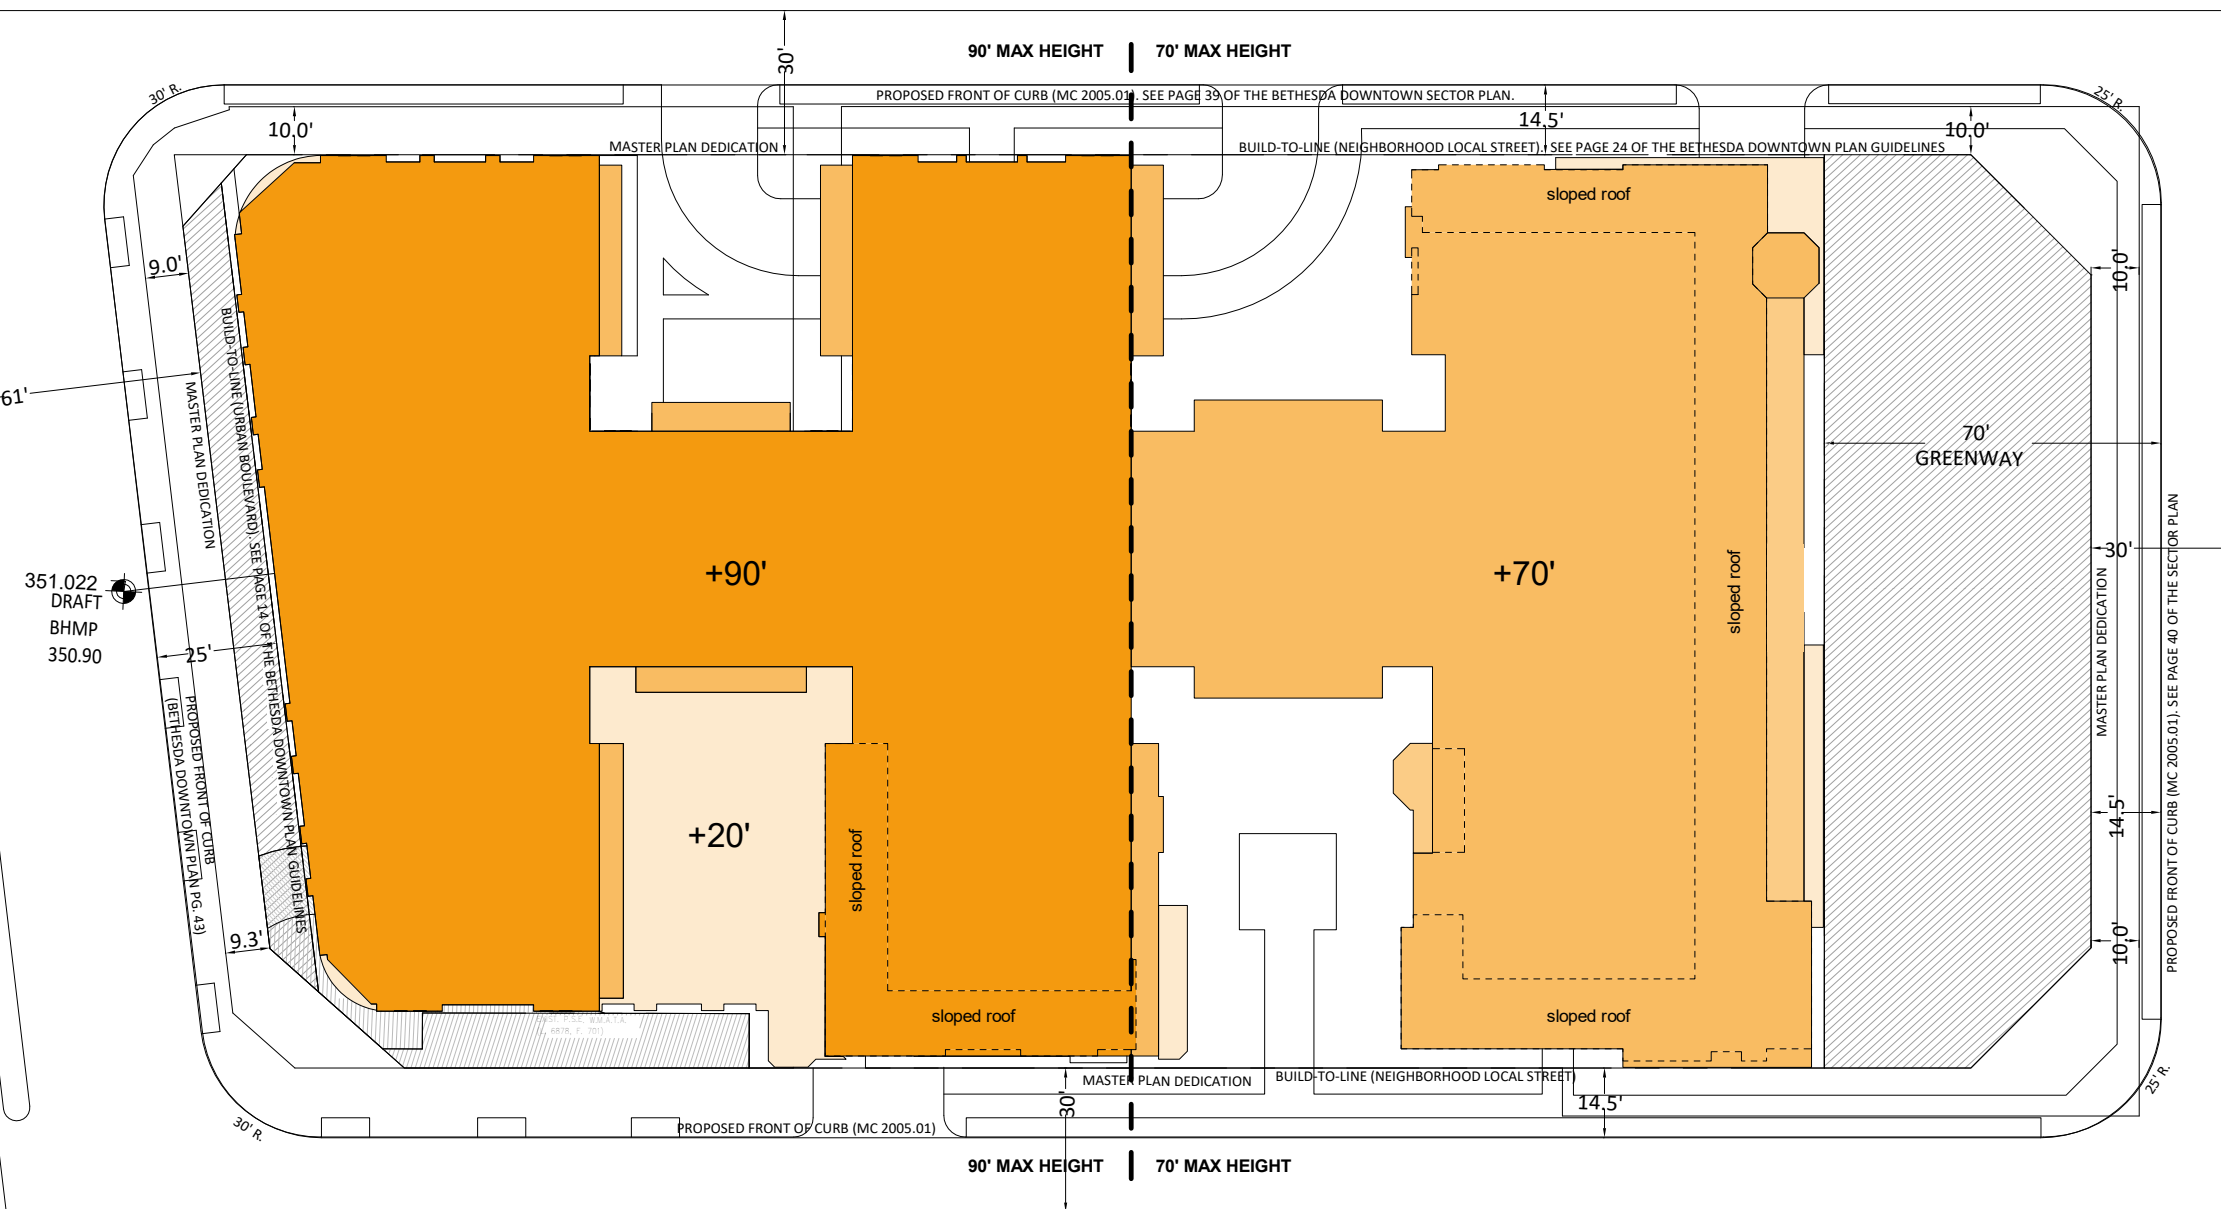 90' MAX HEIGHT
70' MAX HEIGHT
30'
30' R.
25' R.
PROPOSED FRONT OF CURB (MC 2005.01). SEE PAGE 39 OF THE BETHESDA DOWNTOWN SECTOR PLAN.
10.0'
14.5'
10.0'
MASTER PLAN DEDICATION
BUILD-TO-LINE (NEIGHBORHOOD LOCAL STREET). SEE PAGE 24 OF THE BETHESDA DOWNTOWN PLAN GUIDELINES
sloped roof
9.0'
10.0'
61'
MASTER PLAN DEDICATION
BUILD-TO-LINE (URBAN BOULEVARD). SEE PAGE 14 OF THE BETHESDA DOWNTOWN PLAN GUIDELINES
70'
GREENWAY
+90'
+70'
sloped roof
30'
351.022
DRAFT
BHMP
350.90
25'
MASTER PLAN DEDICATION
PROPOSED FRONT OF CURB (MC 2005.01). SEE PAGE 40 OF THE SECTOR PLAN
PROPOSED FRONT OF CURB
(BETHESDA DOWNTOWN PLAN PG. 43)
+20'
sloped roof
14.5'
9.3'
10.0'
sloped roof
sloped roof
6878, F. 701)
MASTER PLAN DEDICATION
BUILD-TO-LINE (NEIGHBORHOOD LOCAL STREET)
30'
14.5'
25' R.
30' R.
PROPOSED FRONT OF CURB (MC 2005.01)
90' MAX HEIGHT
70' MAX HEIGHT